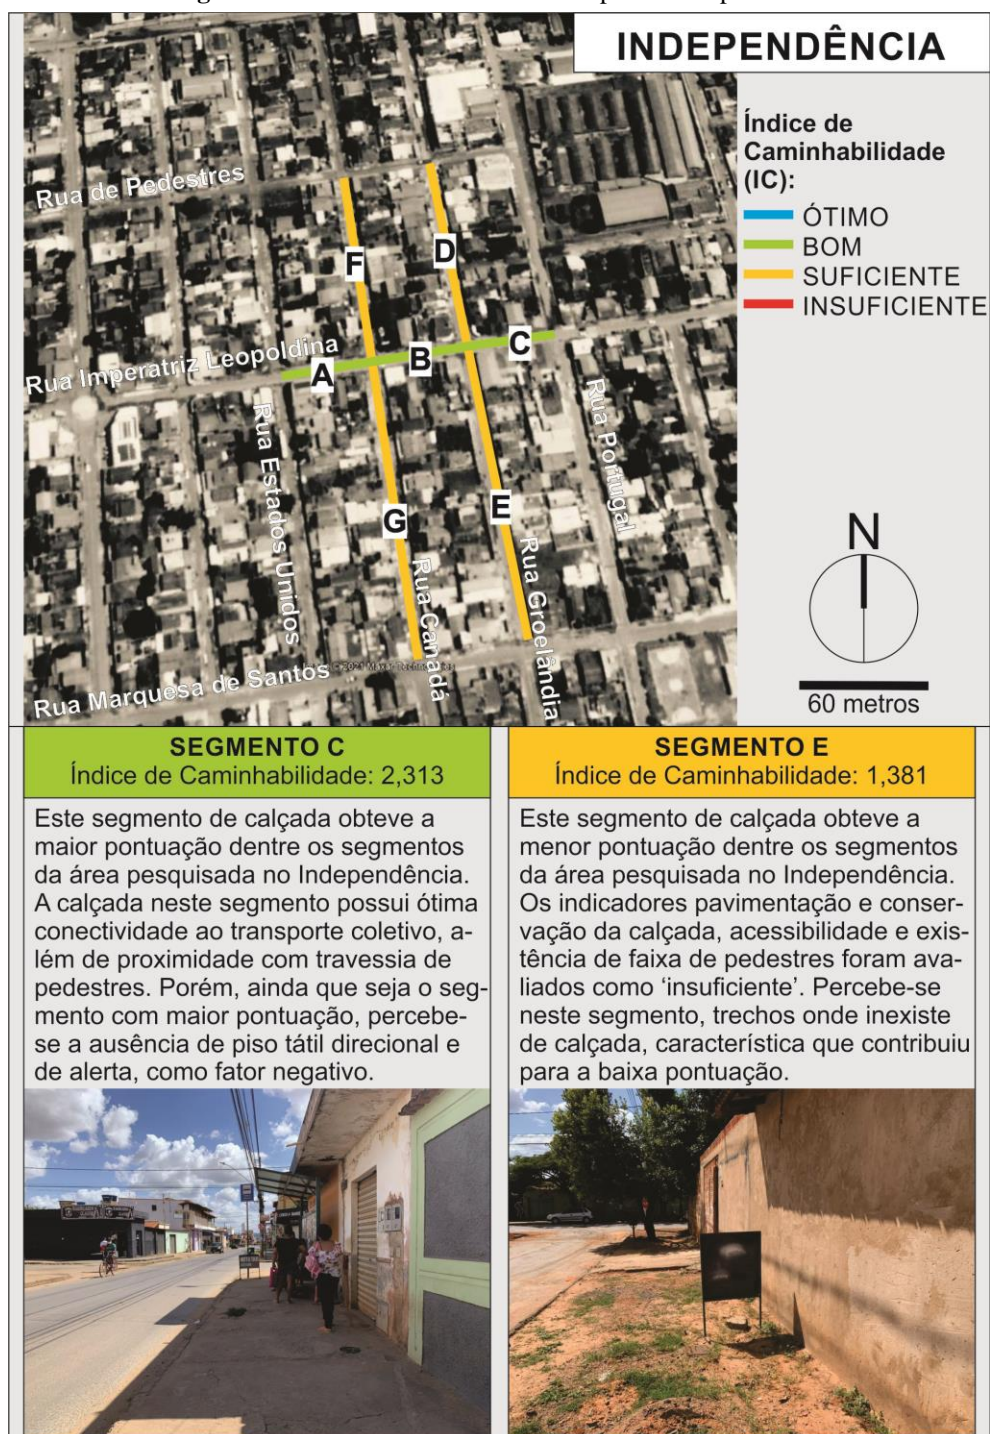 INDEPENDÊNCIA
Índice de
Caminhabilidade
(IC):
ÓTIMO
BOM
SUFICIENTE
INSUFICIENTE
Rua de Pedestres
F
D
Rua Imperatriz Leopoldina
A
B
C
Rua Estados Unidos
Rua Portugal
G
E
Rua Canadá
Rua Groelândia
Rua Marquesa de Santos
N
60 metros
SEGMENTO C
Índice de Caminhabilidade: 2,313
Este segmento de calçada obteve a
maior pontuação dentre os segmentos
da área pesquisada no Independência.
A calçada neste segmento possui ótima
conectividade ao transporte coletivo, a-
lém de proximidade com travessia de
pedestres. Porém, ainda que seja o seg-
mento com maior pontuação, percebe-
se a ausência de piso tátil direcional e
de alerta, como fator negativo.
SEGMENTO E
Índice de Caminhabilidade: 1,381
Este segmento de calçada obteve a
menor pontuação dentre os segmentos
da área pesquisada no Independência.
Os indicadores pavimentação e conser-
vação da calçada, acessibilidade e exis-
tência de faixa de pedestres foram ava-
liados como ‘insuficiente’. Percebe-se
neste segmento, trechos onde inexiste
de calçada, característica que contribuiu
para a baixa pontuação.